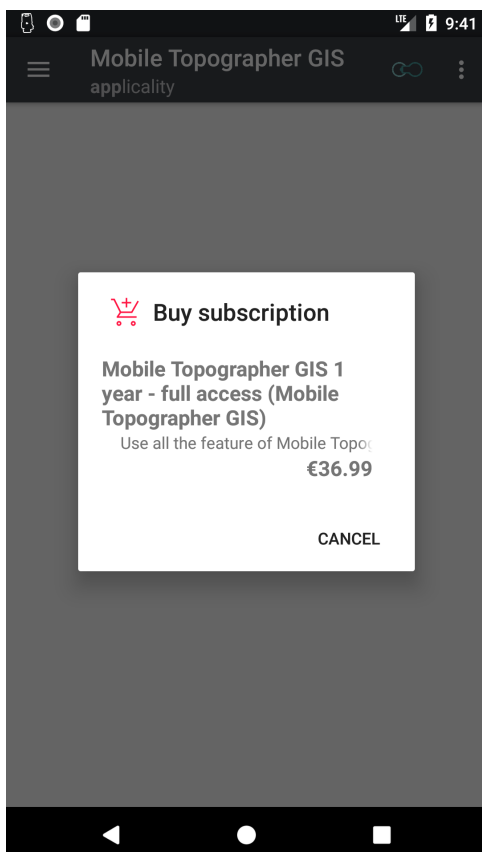 LTE 9:41
Mobile Topographer GIS
applicality
Buy subscription
Mobile Topographer GIS 1
year - full access (Mobile
Topographer GIS)
Use all the feature of Mobile Topog
€36.99
CANCEL